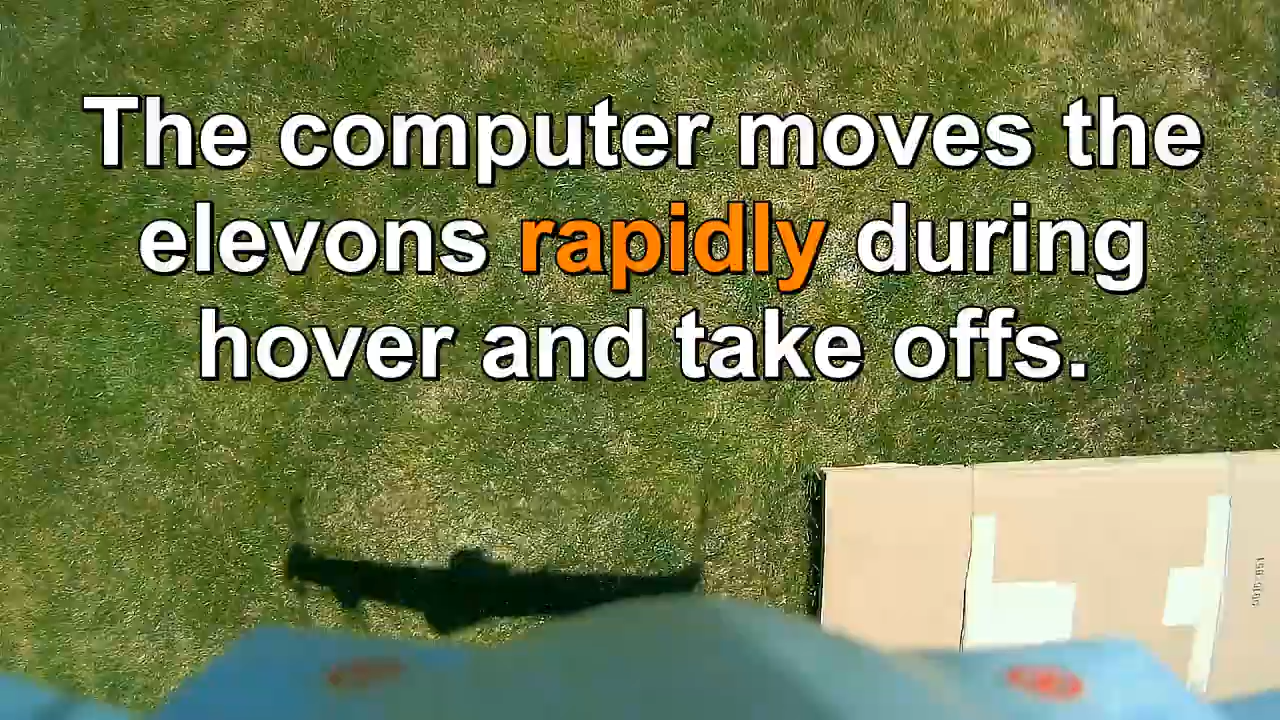 The computer moves the
elevons rapidly during
hover and take offs.